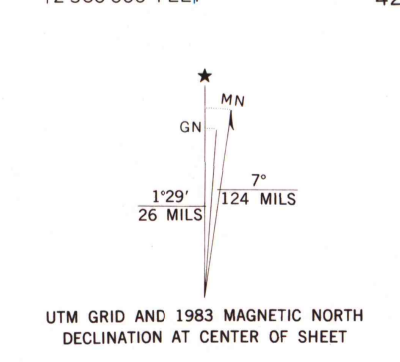 ★
MN
GN
1°29′
26 MILS
7°
124 MILS
UTM GRID AND 1983 MAGNETIC NORTH
DECLINATION AT CENTER OF SHEET